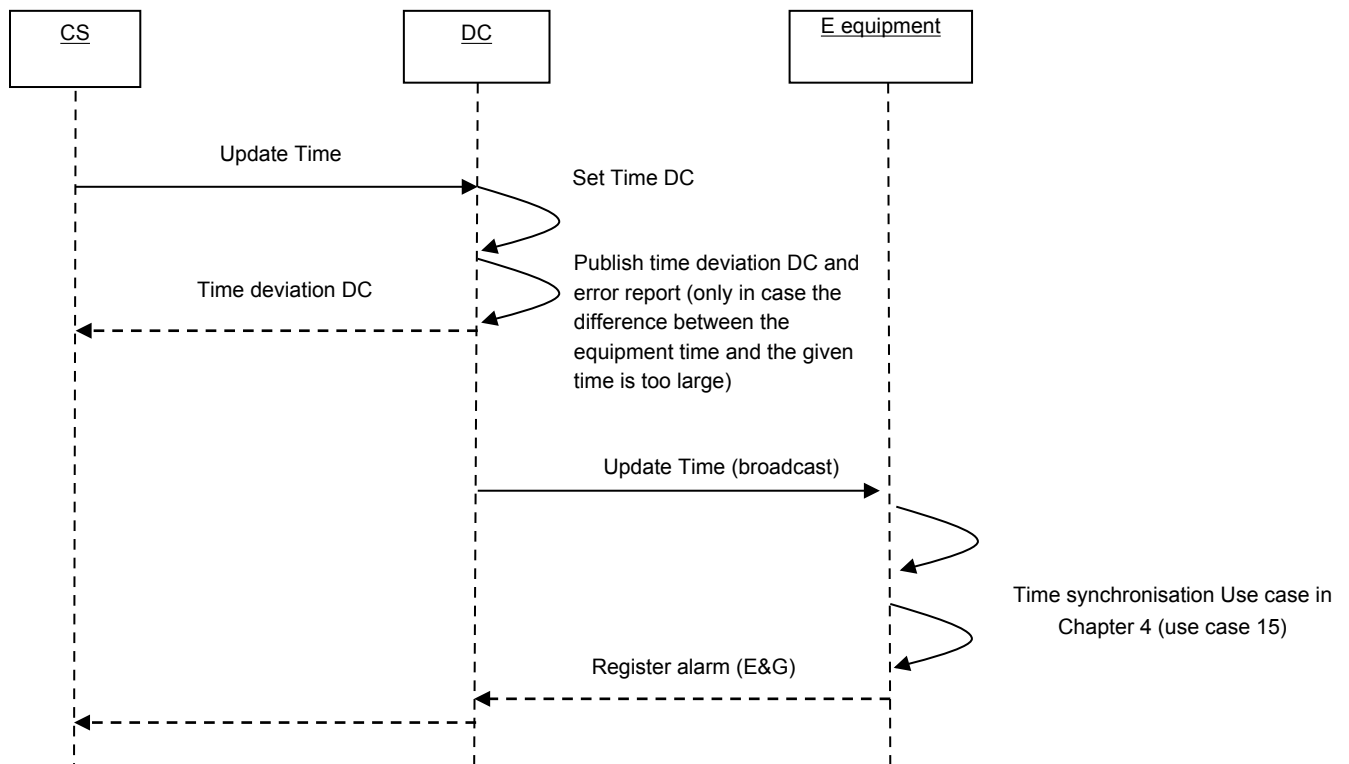 CS
DC
E equipment
Update Time
Set Time DC
Publish time deviation DC and
error report (only in case the
difference between the
equipment time and the given
time is too large)
Time deviation DC
Update Time (broadcast)
Time synchronisation Use case in
Chapter 4 (use case 15)
Register alarm (E&G)